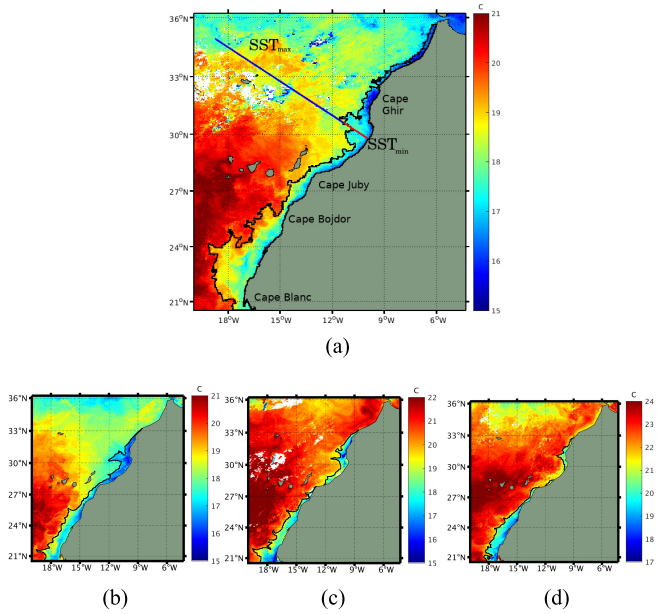 C
36°N
33°N
30°N
27°N
24°N
21°N
18°W
15°W
12°W
9°W
6°W
21
20
19
18
17
16
15
SSTmax
SSTmin
Cape
Ghir
Cape Juby
Cape Bojdor
Cape Blanc
(a)
C
36°N
33°N
30°N
27°N
24°N
21°N
18°W
15°W
12°W
9°W
6°W
21
20
19
18
17
16
15
(b)
C
36°N
33°N
30°N
27°N
24°N
21°N
18°W
15°W
12°W
9°W
6°W
22
21
20
19
18
17
16
15
(c)
C
36°N
33°N
30°N
27°N
24°N
21°N
18°W
15°W
12°W
9°W
6°W
24
23
22
21
20
19
18
17
(d)